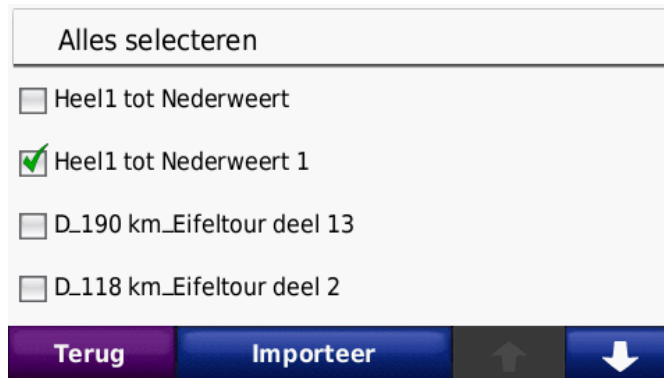 Alles selecteren
Heel1 tot Nederweert
Heel1 tot Nederweert 1
D_190 km_Eifeltour deel 13
D_118 km_Eifeltour deel 2
Terug Importeer